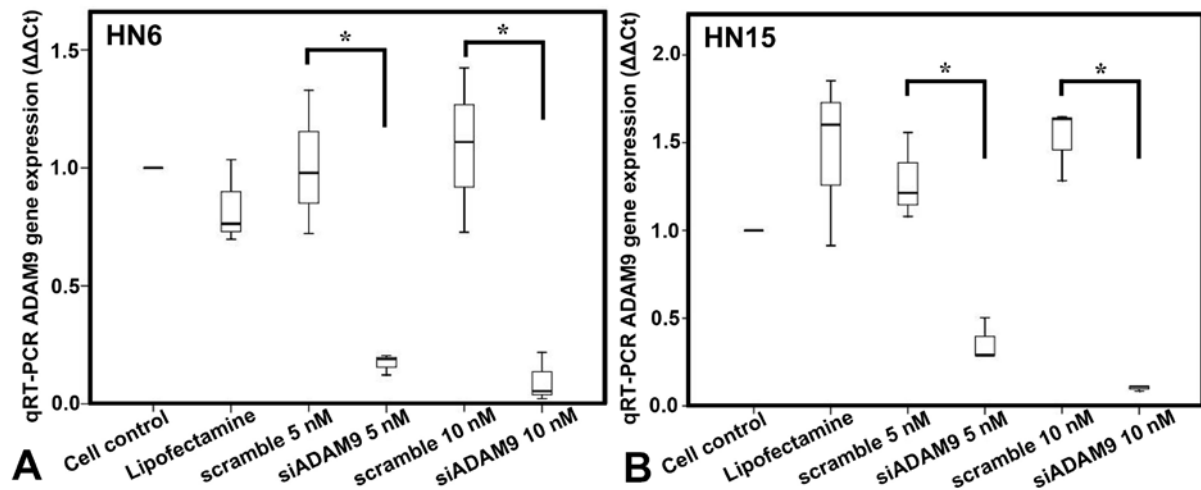 HN6
qRT-PCR ADAM9 gene expression (ΔΔCt)
1.5
1.0
0.5
0.0
*
*
Cell control
Lipofectamine
scramble 5 nM
siADAM9 5 nM
scramble 10 nM
siADAM9 10 nM
A
HN15
qRT-PCR ADAM9 gene expression (ΔΔCt)
2.0
1.5
1.0
0.5
0.0
*
*
Cell control
Lipofectamine
scramble 5 nM
siADAM9 5 nM
scramble 10 nM
siADAM9 10 nM
B